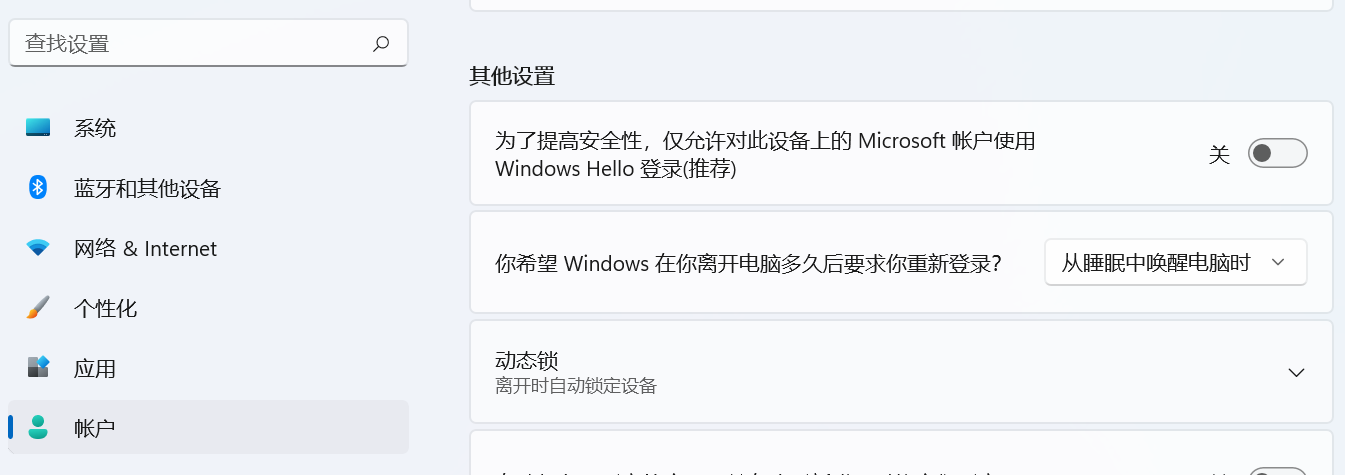 查找设置
系统
蓝牙和其他设备
网络 & Internet
个性化
应用
帐户
其他设置
为了提高安全性，仅允许对此设备上的 Microsoft 帐户使用
Windows Hello 登录(推荐)
关
你希望 Windows 在你离开电脑多久后要求你重新登录?
从睡眠中唤醒电脑时
动态锁
离开时自动锁定设备